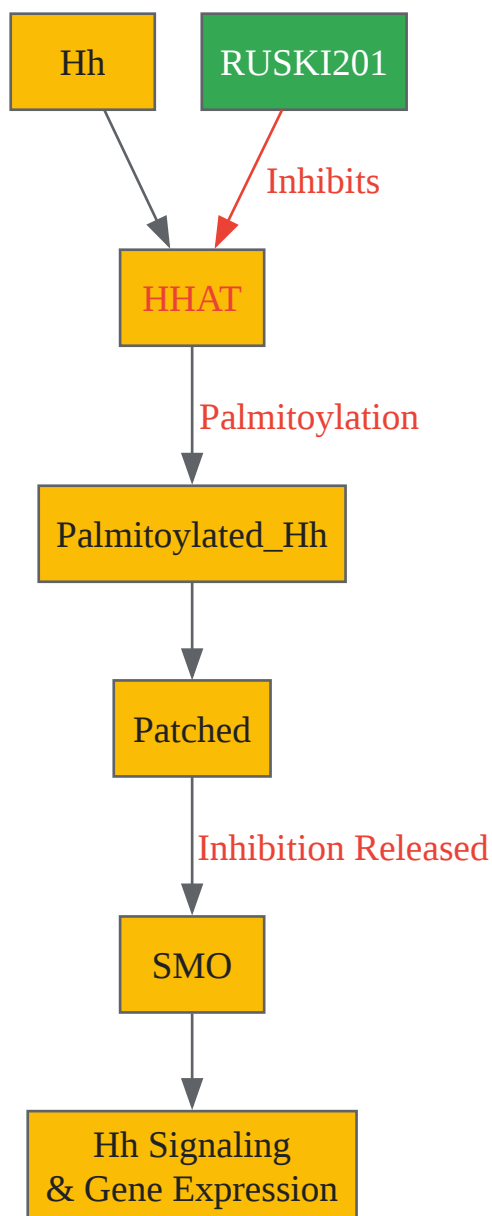 Hh
RUSKI201
Inhibits
HHAT
Palmitoylation
Palmitoylated_Hh
Patched
Inhibition Released
SMO
Hh Signaling
& Gene Expression